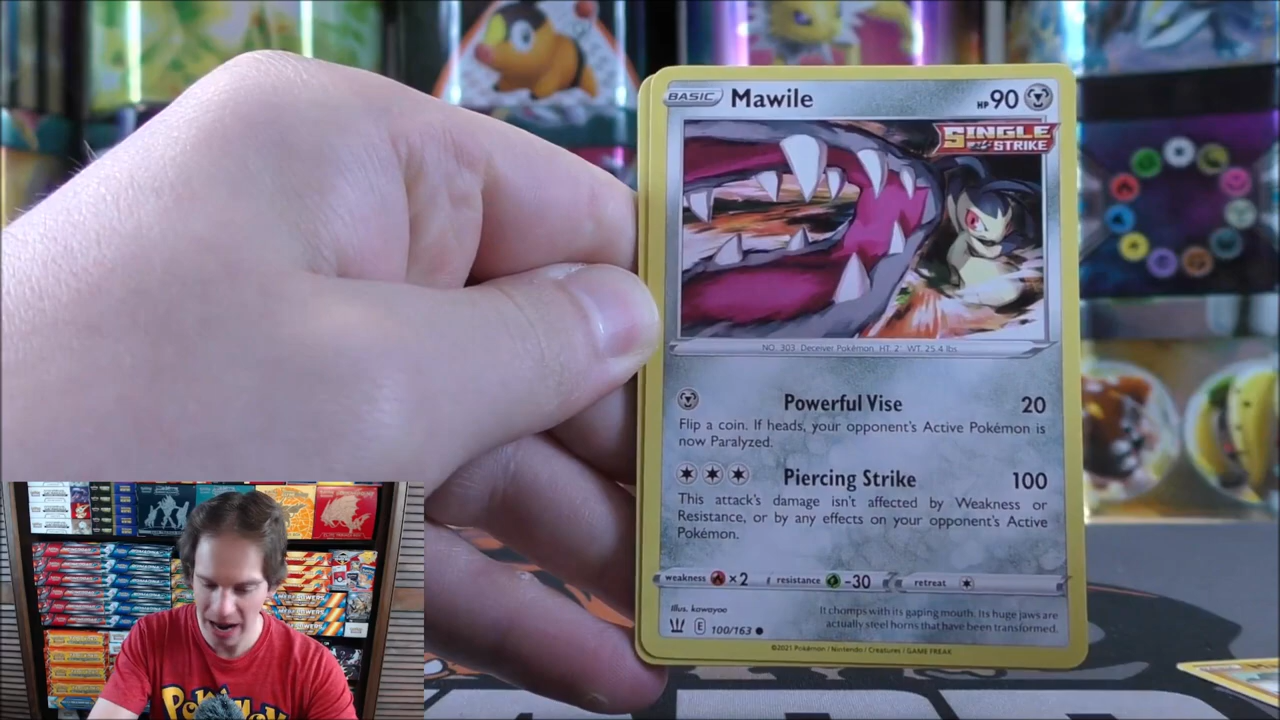 BASIC Mawile HP 90
SINGLE
STRIKE
NO. 303 Deceiver Pokémon HT: 2' WT: 25.4 lbs
Powerful Vise 20
Flip a coin. If heads, your opponent's Active Pokémon is
now Paralyzed.
Piercing Strike 100
This attack's damage isn't affected by Weakness or
Resistance, or by any effects on your opponent's Active
Pokémon.
weakness ×2 resistance -30 retreat
Illus. kawayoo
It chomps with its gaping mouth. Its huge jaws are
actually steel horns that have been transformed.
E 100/163
©2021 Pokémon / Nintendo / Creatures / GAME FREAK
Pokémon